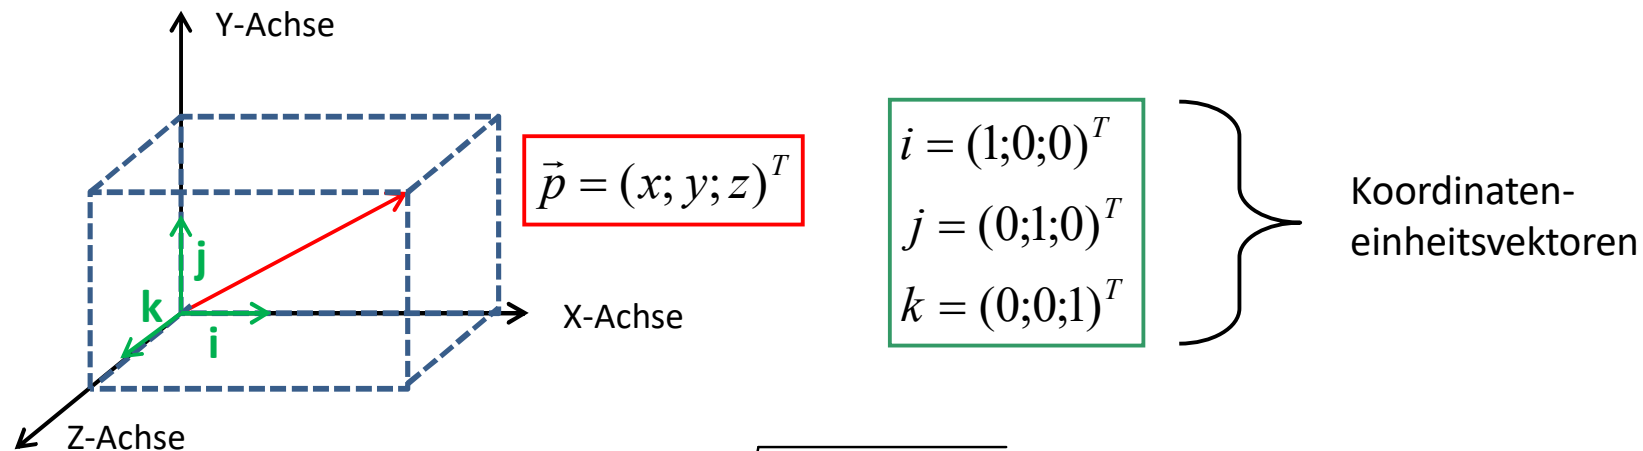 Y-Achse
j
k
i
X-Achse
Z-Achse
p⃗ = (x; y; z)^T
i = (1;0;0)^T
j = (0;1;0)^T
k = (0;0;1)^T
Koordinaten-
einheitsvektoren